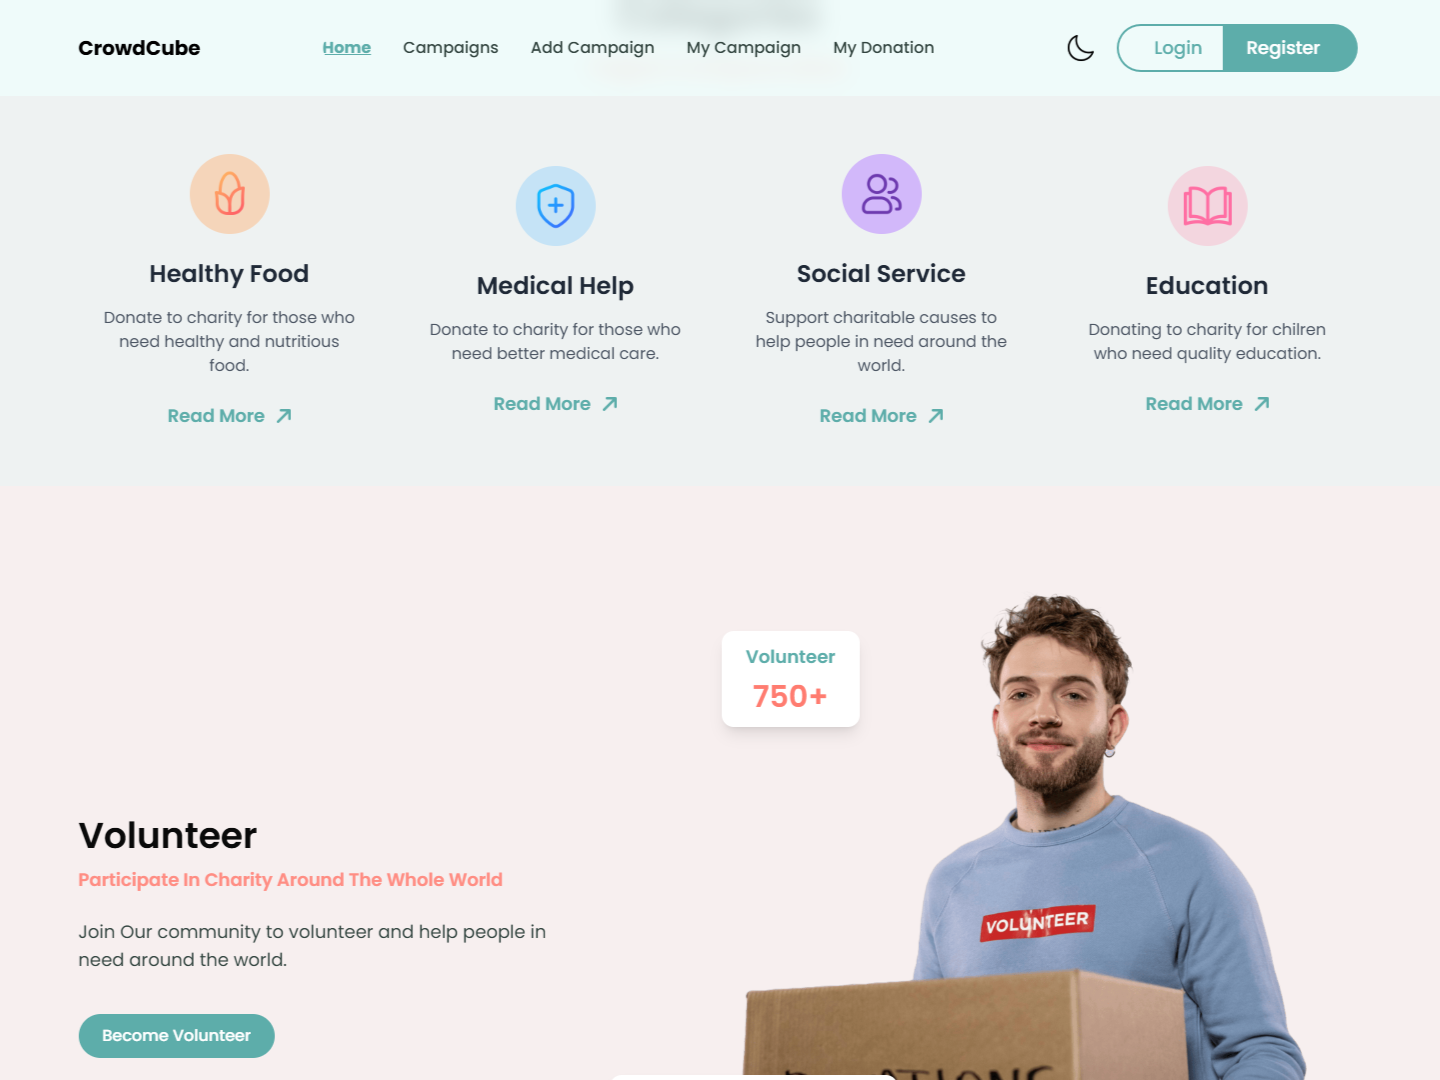 CrowdCube
Home Campaigns Add Campaign My Campaign My Donation
Login Register
Healthy Food
Donate to charity for those who
need healthy and nutritious
food.
Read More
Medical Help
Donate to charity for those who
need better medical care.
Read More
Social Service
Support charitable causes to
help people in need around the
world.
Read More
Education
Donating to charity for chilren
who need quality education.
Read More
Volunteer
750+
VOLUNTEER
Volunteer
Participate In Charity Around The Whole World
Join Our community to volunteer and help people in
need around the world.
Become Volunteer